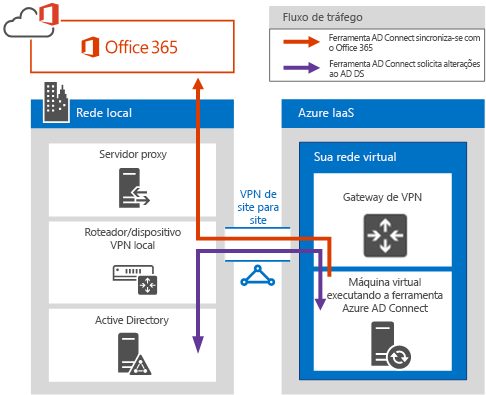 Office 365
Fluxo de tráfego
Ferramenta AD Connect sincroniza-se com
o Office 365
Ferramenta AD Connect solicita alterações
ao AD DS
Rede local
Servidor proxy
Roteador/dispositivo
VPN local
Active Directory
VPN de
site para
site
Azure IaaS
Sua rede virtual
Gateway de VPN
Máquina virtual
executando a ferramenta
Azure AD Connect